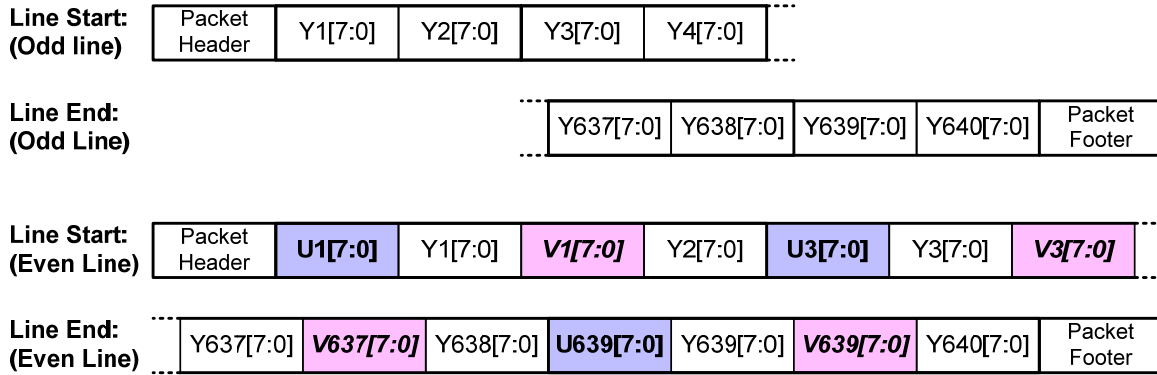 Line Start: Packet Header Y1[7:0] Y2[7:0] Y3[7:0] Y4[7:0]
(Odd line)
Line End: Y637[7:0] Y638[7:0] Y639[7:0] Y640[7:0] Packet Footer
(Odd Line)
Line Start: Packet Header U1[7:0] Y1[7:0] V1[7:0] Y2[7:0] U3[7:0] Y3[7:0] V3[7:0]
(Even Line)
Line End: Y637[7:0] V637[7:0] Y638[7:0] U639[7:0] Y639[7:0] V639[7:0] Y640[7:0] Packet Footer
(Even Line)